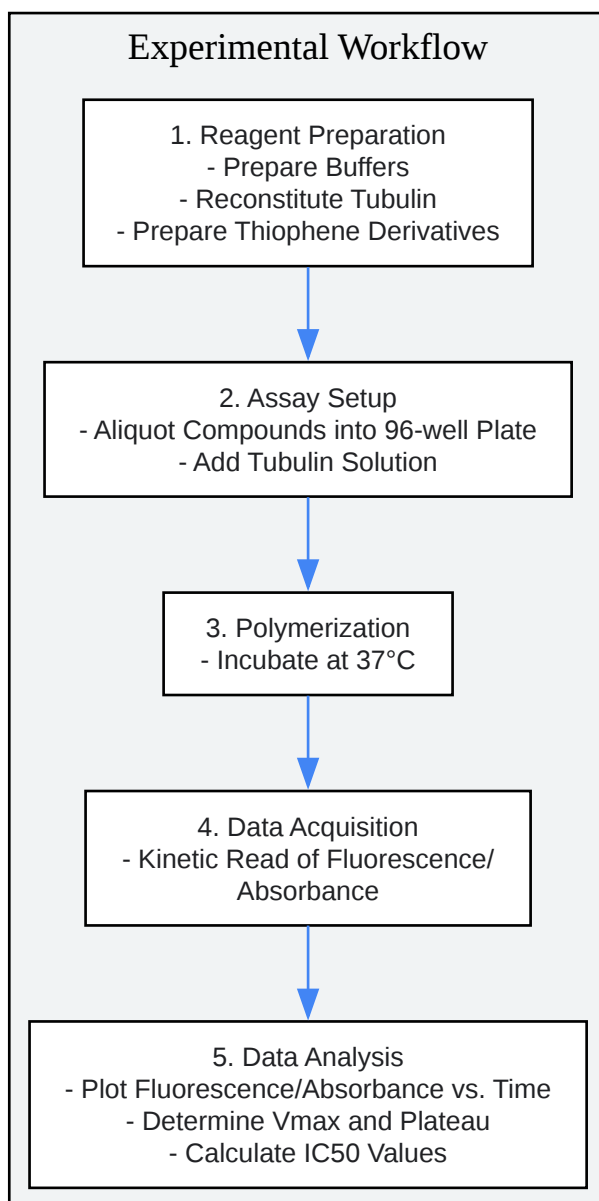 Experimental Workflow
1. Reagent Preparation
- Prepare Buffers
- Reconstitute Tubulin
- Prepare Thiophene Derivatives
2. Assay Setup
- Aliquot Compounds into 96-well Plate
- Add Tubulin Solution
3. Polymerization
- Incubate at 37°C
4. Data Acquisition
- Kinetic Read of Fluorescence/
Absorbance
5. Data Analysis
- Plot Fluorescence/Absorbance vs. Time
- Determine Vmax and Plateau
- Calculate IC50 Values